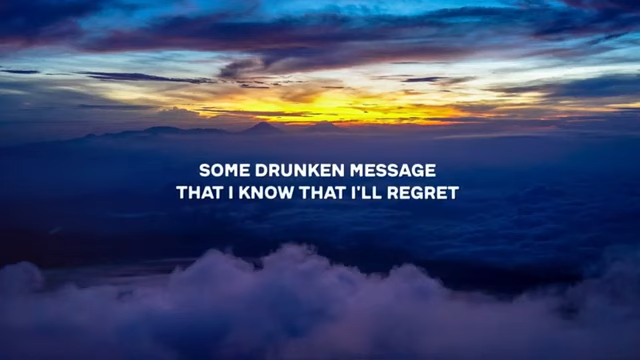 SOME DRUNKEN MESSAGE
THAT I KNOW THAT I'LL REGRET